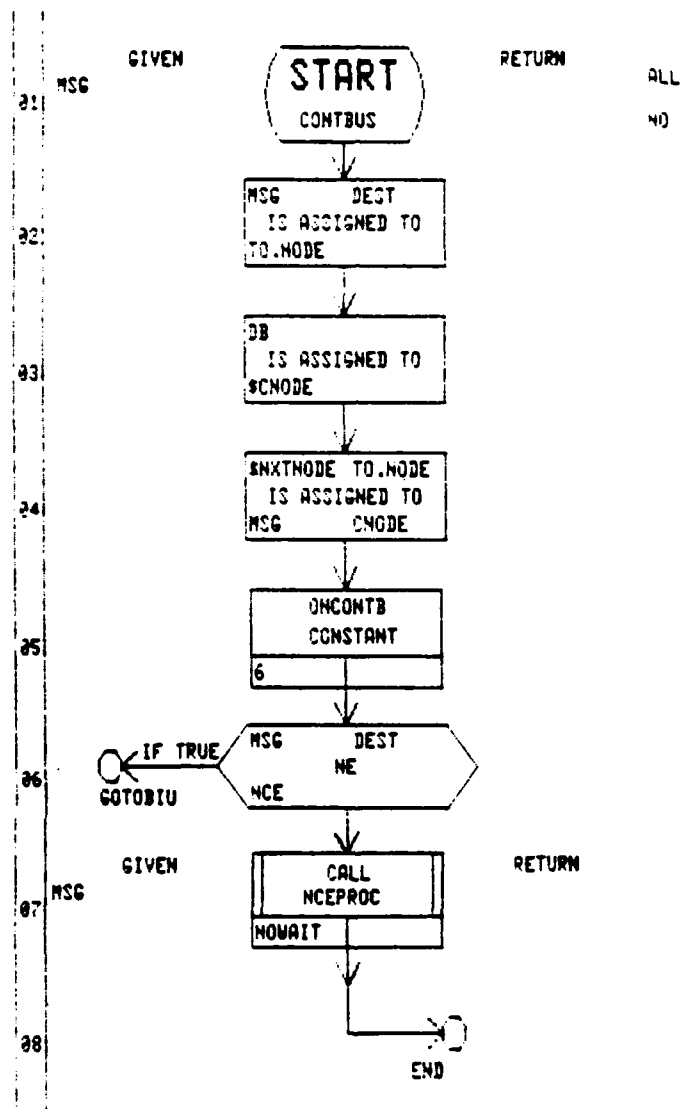 GIVEN START RETURN ALL
01 MSG CONTBUS NO
MSG DEST
IS ASSIGNED TO
02 TO.NODE
DB
IS ASSIGNED TO
03 $CNODE
$NXTNODE TO.NODE
IS ASSIGNED TO
04 MSG CNODE
ONCONTB
CONSTANT
05
6
MSG DEST
IF TRUE NE
06 NCE
GOTOBIU
GIVEN CALL RETURN
MSG NCEPROC
07
NOWAIT
08
END